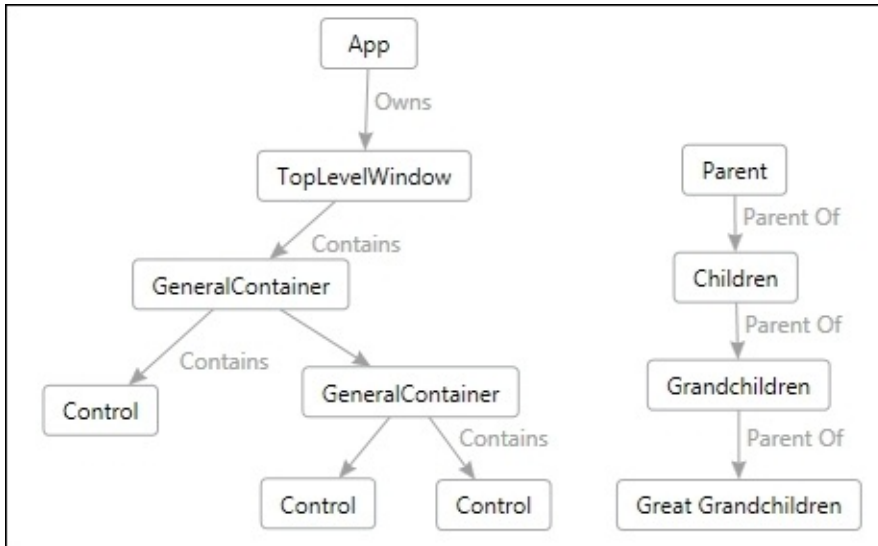 App
Owns
TopLevelWindow
Parent
Parent Of
Contains
GeneralContainer
Children
Contains
Parent Of
Control
GeneralContainer
Grandchildren
Contains
Parent Of
Control
Control
Great Grandchildren